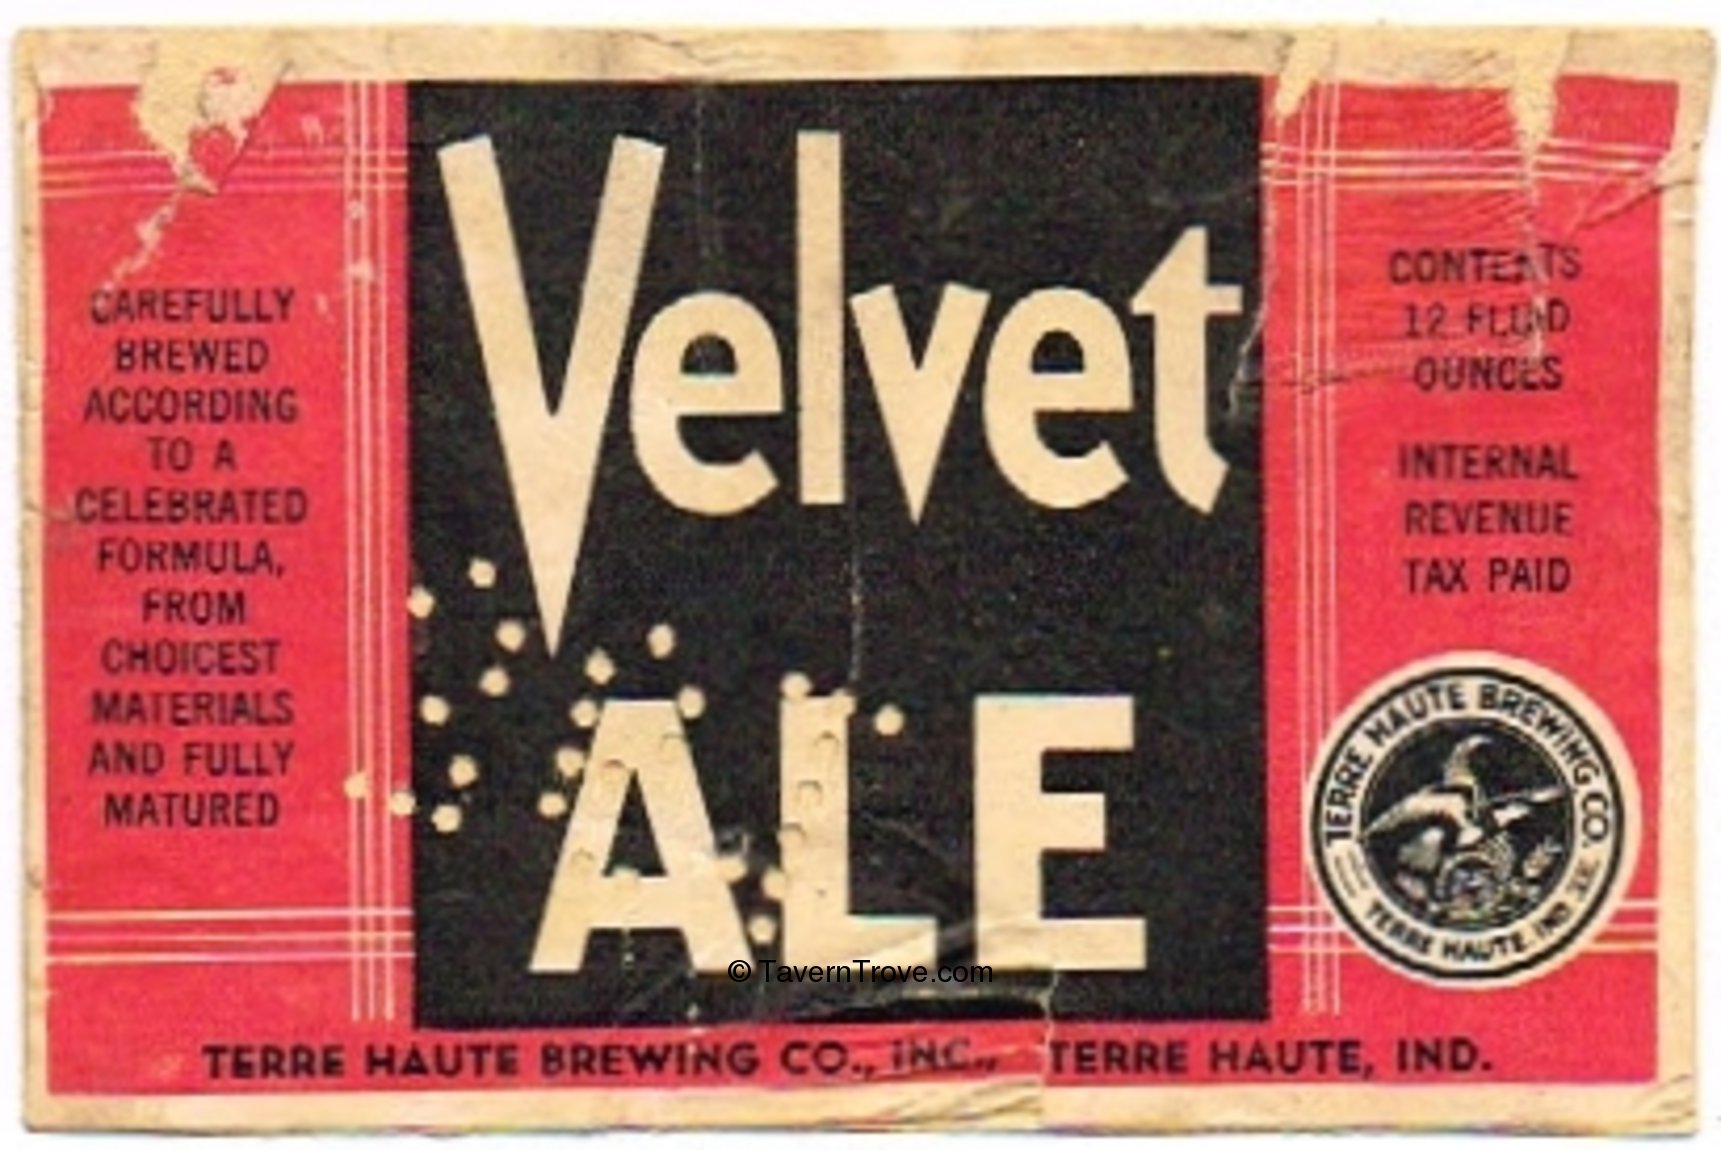 Velvet
ALE
CAREFULLY
BREWED
ACCORDING
TO A
CELEBRATED
FORMULA,
FROM
CHOICEST
MATERIALS
AND FULLY
MATURED
CONTENTS
12 FLUID
OUNCES
INTERNAL
REVENUE
TAX PAID
TERRE HAUTE BREWING CO.
TERRE HAUTE, IND.
© TavernTrove.com
TERRE HAUTE BREWING CO., INC., TERRE HAUTE, IND.